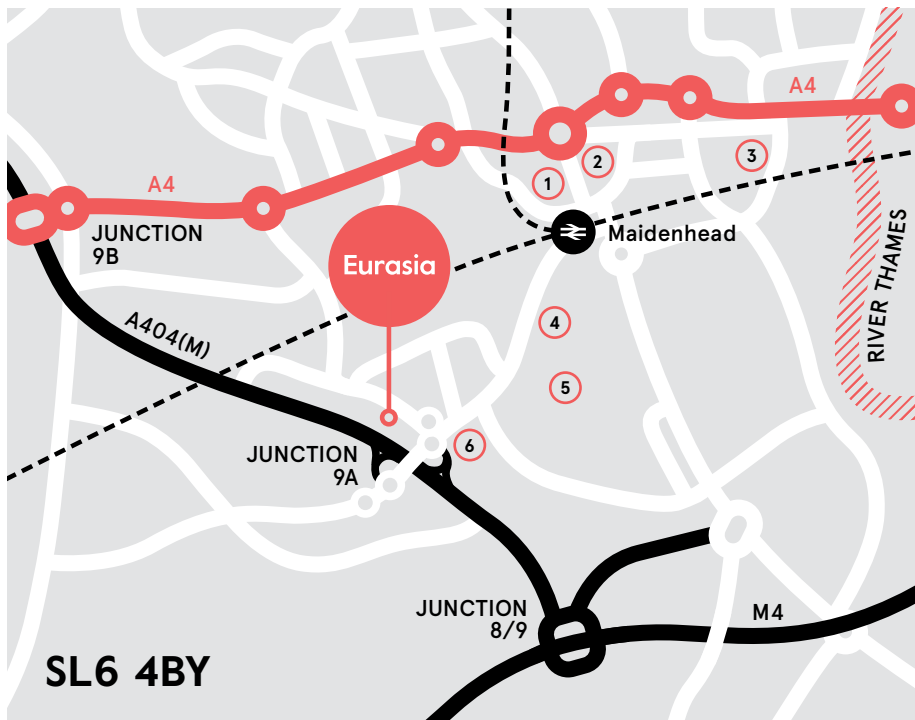 A4
2
3
1
A4
JUNCTION
9B
Maidenhead
Eurasia
RIVER THAMES
A404(M)
4
5
6
JUNCTION
9A
JUNCTION
8/9
M4
SL6 4BY